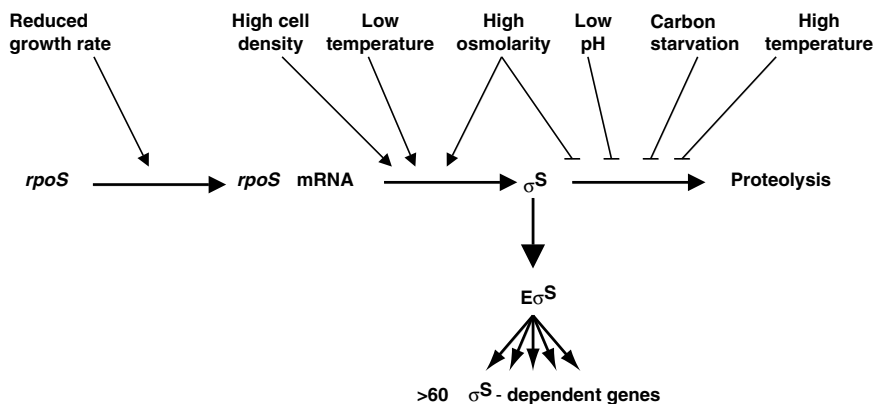 Reduced growth rate
High cell density
Low temperature
High osmolarity
Low pH
Carbon starvation
High temperature
rpoS
rpoS mRNA
σS
Proteolysis
EσS
>60 σS - dependent genes